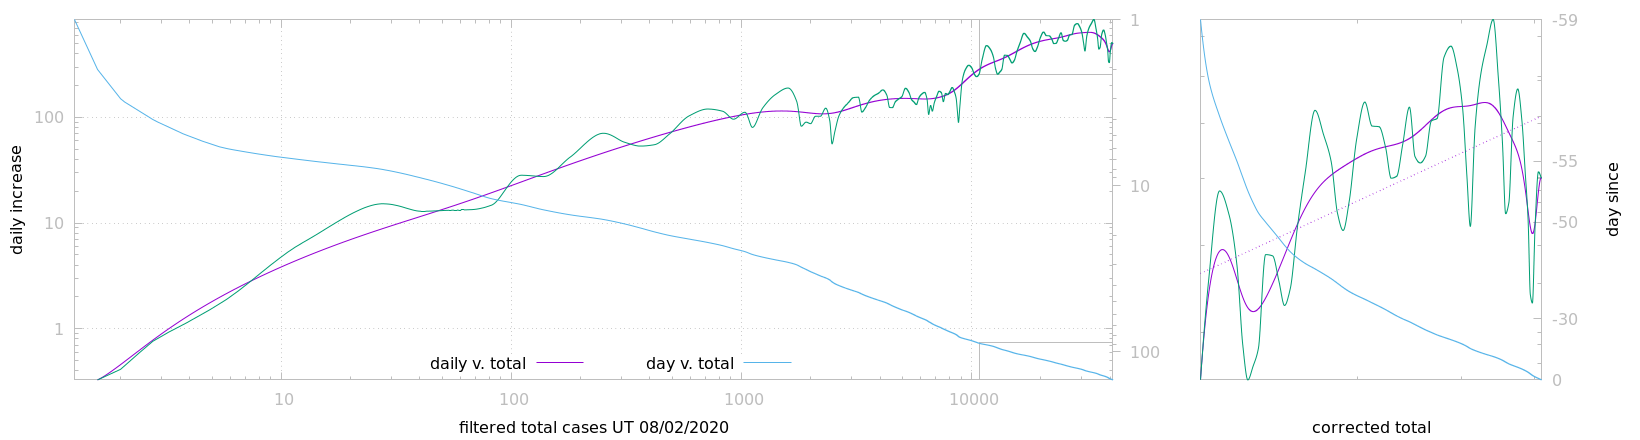 daily increase
100
10
1
daily v. total
day v. total
10
100
1000
10000
filtered total cases UT 08/02/2020
1
10
100
-59
-55
-50
-30
0
day since
corrected total